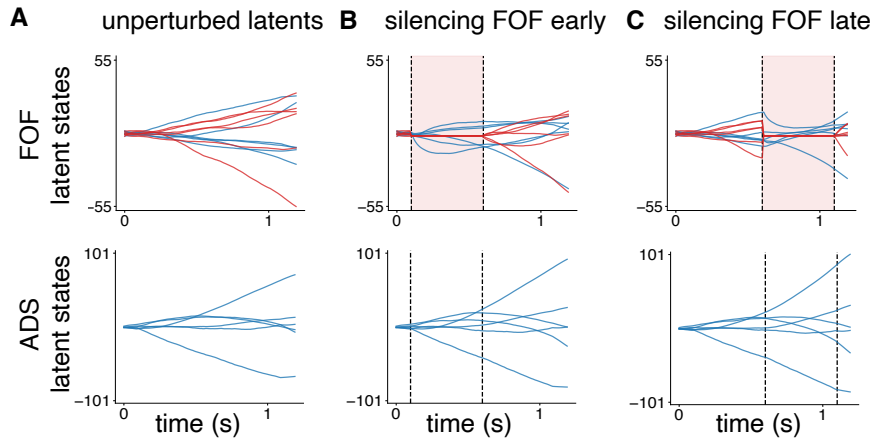 A unperturbed latents B silencing FOF early C silencing FOF late
FOF
latent states
55
-55
0 1
55
-55
0 1
55
-55
0 1
ADS
latent states
101
-101
0 1
time (s)
101
-101
0 1
time (s)
101
-101
0 1
time (s)